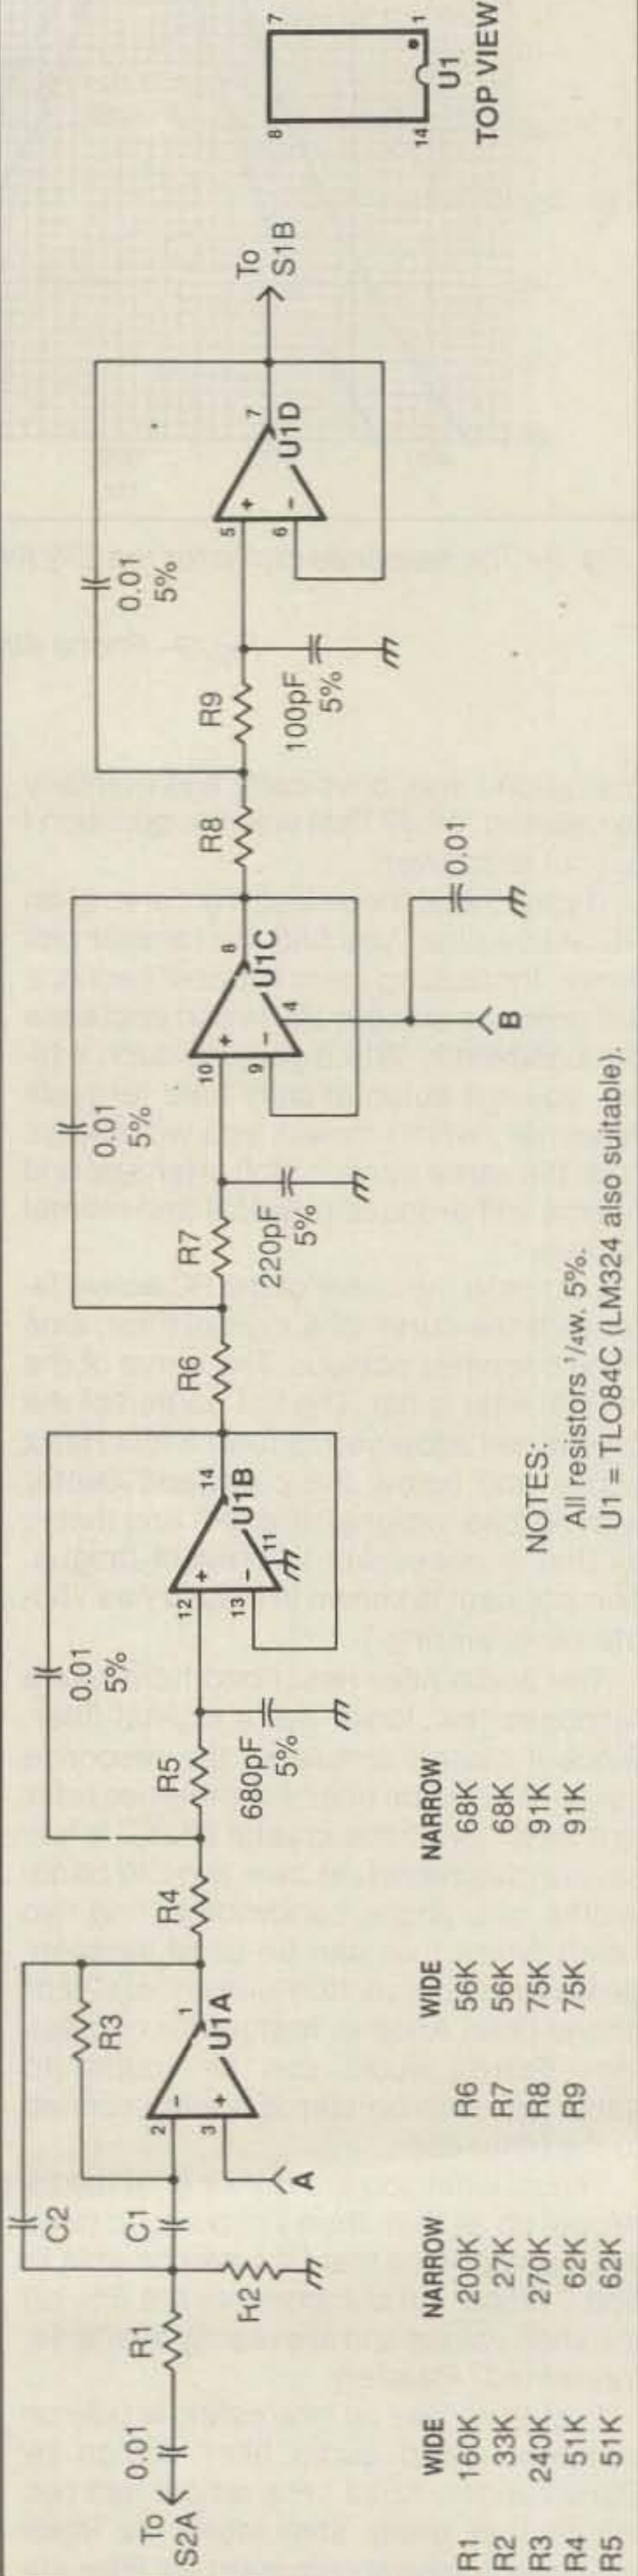 To
S2A
0.01
R1
R2
C1
C2
R3
2
3
1
U1A
A
R4
R5
0.01
5%
680pF
5%
12
13
14
11
U1B
R6
R7
0.01
5%
220pF
5%
10
9
8
4
U1C
B
0.01
R8
R9
0.01
5%
100pF
5%
5
6
7
U1D
To
S1B
8
7
14
1
U1
TOP VIEW
WIDE NARROW
R1 160K 200K
R2 33K 27K
R3 240K 270K
R4 51K 62K
R5 51K 62K
WIDE NARROW
R6 56K 68K
R7 56K 68K
R8 75K 91K
R9 75K 91K
NOTES:
All resistors 1/4W. 5%.
U1 = TLO84C (LM324 also suitable).